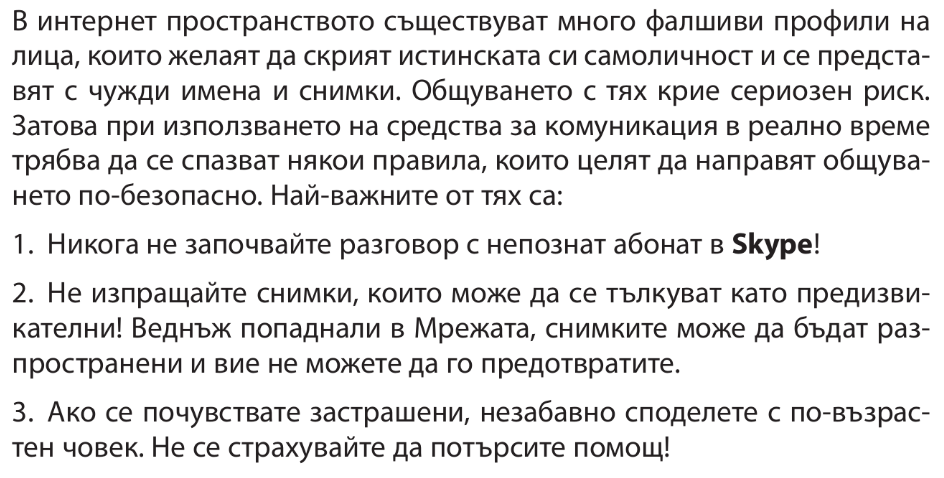 В интернет пространството съществуват много фалшиви профили на
лица, които желаят да скрият истинската си самоличност и се предста-
вят с чужди имена и снимки. Общуването с тях крие сериозен риск.
Затова при използването на средства за комуникация в реално време
трябва да се спазват някои правила, които целят да направят общува-
нето по-безопасно. Най-важните от тях са:
1. Никога не започвайте разговор с непознат абонат в Skype!
2. Не изпращайте снимки, които може да се тълкуват като предизви-
кателни! Веднъж попаднали в Мрежата, снимките може да бъдат раз-
пространени и вие не можете да го предотвратите.
3. Ако се почувствате застрашени, незабавно споделете с по-възрас-
тен човек. Не се страхувайте да потърсите помощ!